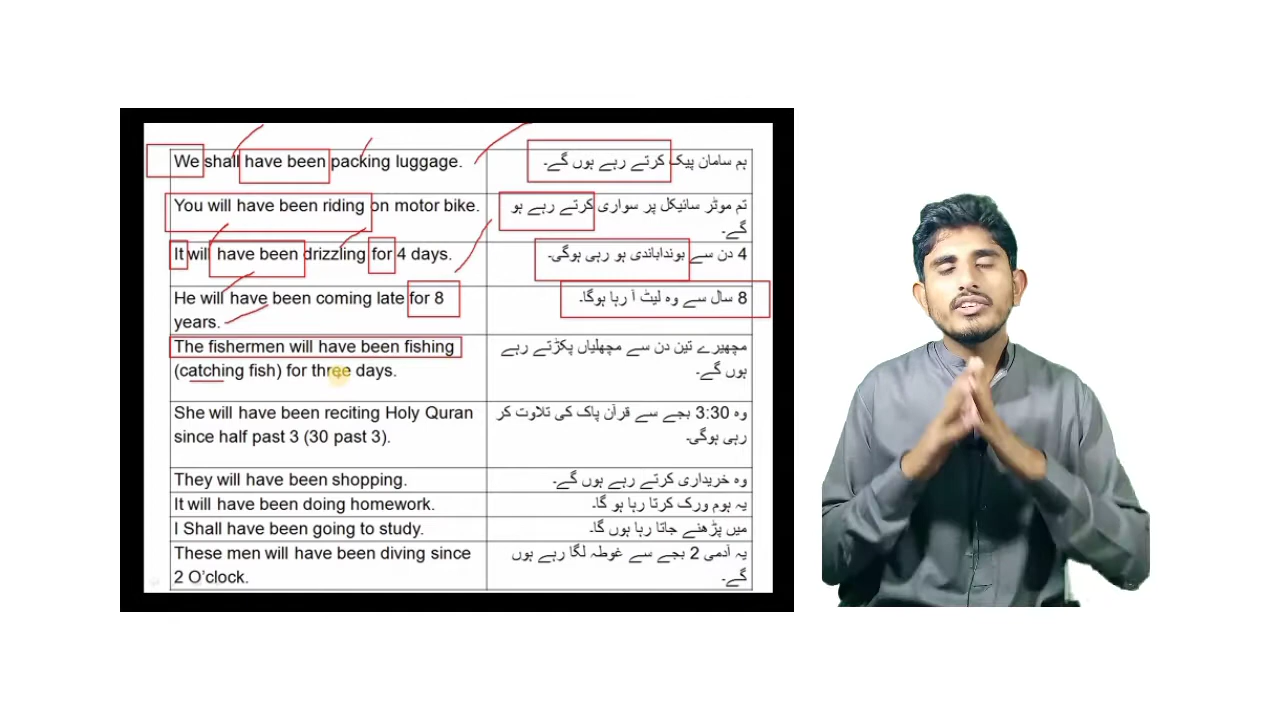 We shall have been packing luggage.
ہم سامان پیک کرتے رہے ہوں گے۔
You will have been riding on motor bike.
تم موٹر سائیکل پر سواری کرتے رہے ہو
گے۔
It will have been drizzling for 4 days.
4 دن سے بونداباندی ہو رہی ہوگی۔
He will have been coming late for 8
years.
8 سال سے وہ لیٹ آ رہا ہوگا۔
The fishermen will have been fishing
(catching fish) for three days.
مچھیرے تین دن سے مچھلیاں پکڑتے رہے
ہوں گے۔
She will have been reciting Holy Quran
since half past 3 (30 past 3).
وہ 3:30 بجے سے قرآن پاک کی تلاوت کر
رہی ہوگی۔
They will have been shopping.
وہ خریداری کرتے رہے ہوں گے۔
It will have been doing homework.
یہ ہوم ورک کرتا رہا ہو گا۔
I Shall have been going to study.
میں پڑھنے جاتا رہا ہوں گا۔
These men will have been diving since
2 O’clock.
یہ آدمی 2 بجے سے غوطہ لگا رہے ہوں
گے۔